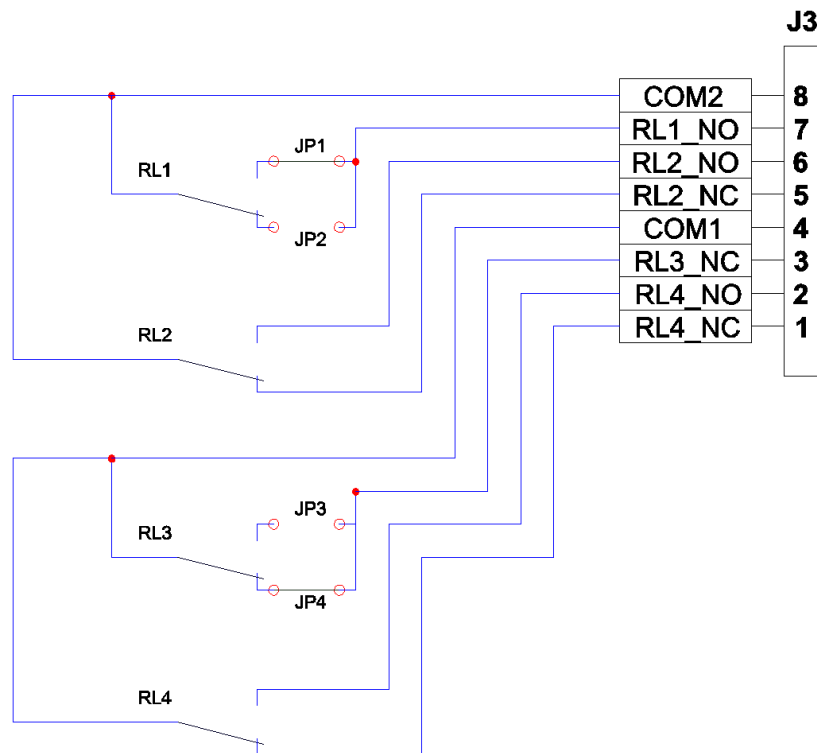 J3
COM2 8
RL1_NO 7
JP1
RL2_NO 6
RL1
RL2_NC 5
COM1 4
JP2
RL3_NC 3
RL4_NO 2
RL4_NC 1
RL2
JP3
RL3
JP4
RL4